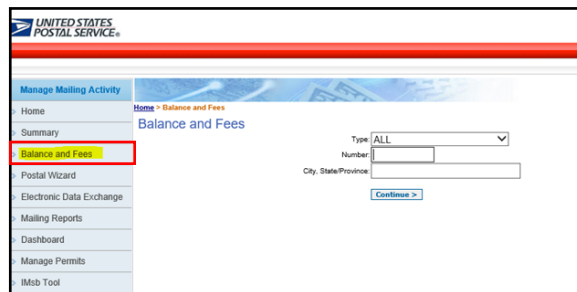 UNITED STATES
POSTAL SERVICE®
Manage Mailing Activity
Home
Summary
Balance and Fees
Postal Wizard
Electronic Data Exchange
Mailing Reports
Dashboard
Manage Permits
IMsb Tool
Home > Balance and Fees
Balance and Fees
Type: ALL
Number:
City, State/Province:
Continue >